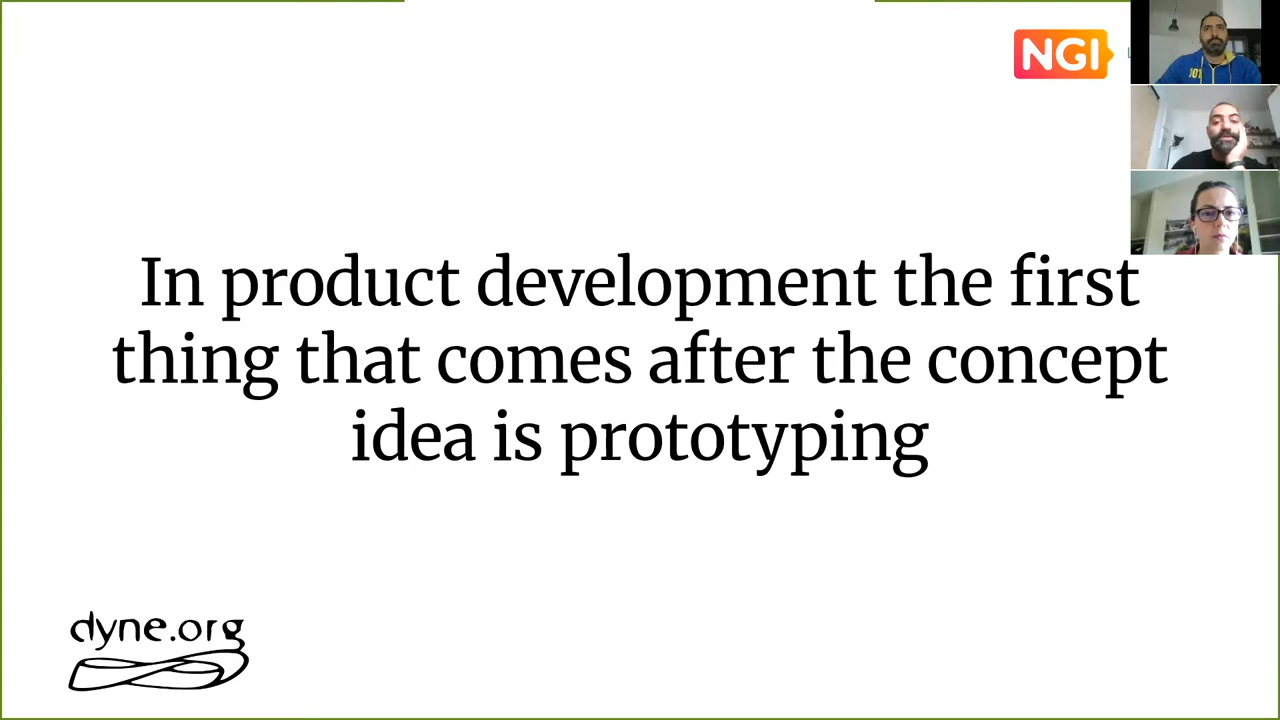 NGI
In product development the first
thing that comes after the concept
idea is prototyping
dyne.org